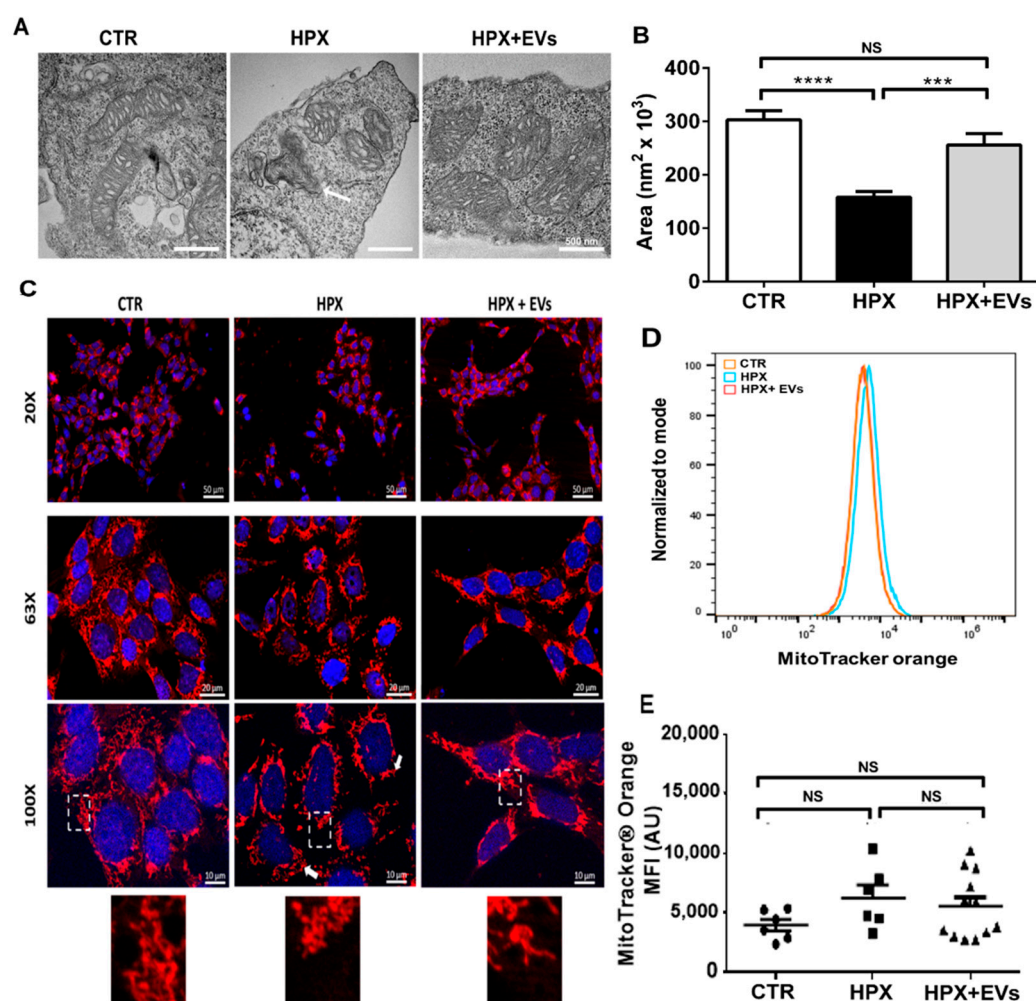 A
CTR HPX HPX+EVs
500 nm
B
NS
**** ***
400
300
200
100
0
Area (nm² x 10³)
CTR HPX HPX+EVs
C
CTR HPX HPX + EVs
20X
50 µm 50 µm 50 µm
63X
20 µm 20 µm 20 µm
100X
10 µm 10 µm 10 µm
D
CTR
HPX
HPX+ EVs
100
80
60
40
20
0
Normalized to mode
10⁰ 10² 10⁴ 10⁶
MitoTracker orange
E
20,000
15,000
10,000
5,000
0
NS
NS NS
MitoTracker® Orange
MFI (AU)
CTR HPX HPX+EVs